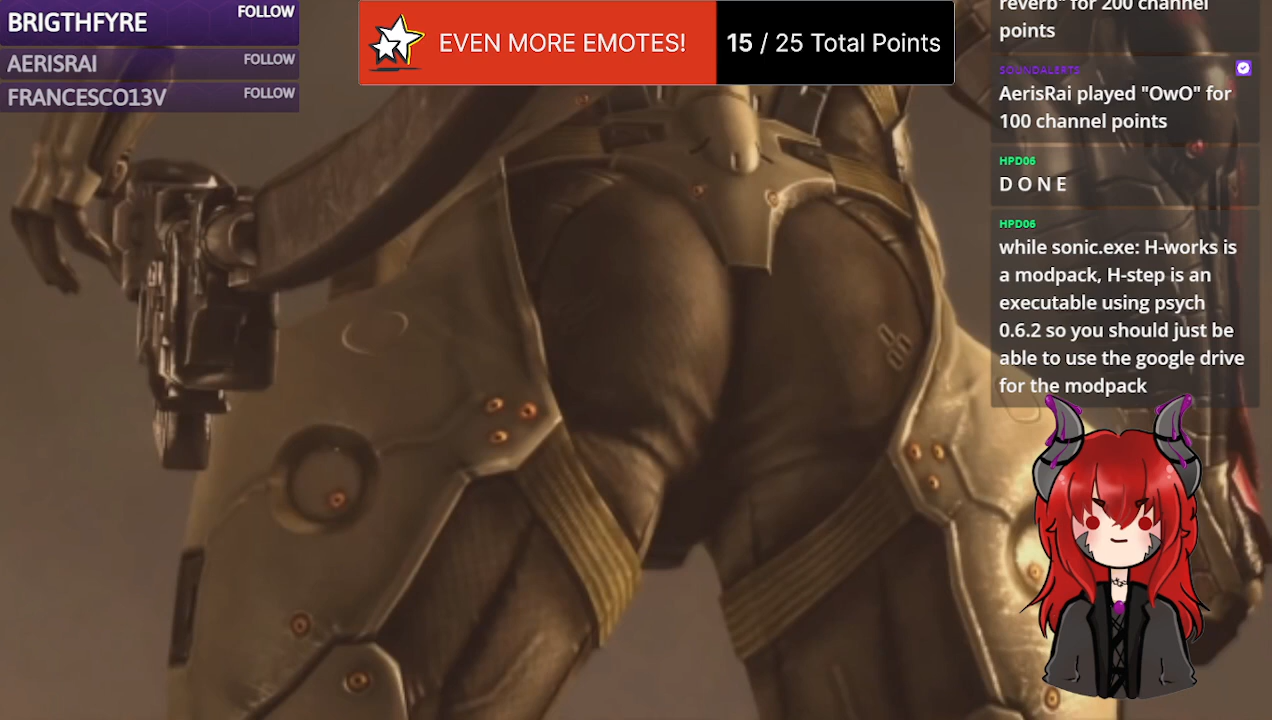 BRIGTHFYRE FOLLOW
AERISRAI FOLLOW
FRANCESCO13V FOLLOW
EVEN MORE EMOTES! 15 / 25 Total Points
reverb" for 200 channel
points
SOUNDALERTS
AerisRai played "OwO" for
100 channel points
HPD06
D O N E
HPD06
while sonic.exe: H-works is
a modpack, H-step is an
executable using psych
0.6.2 so you should just be
able to use the google drive
for the modpack